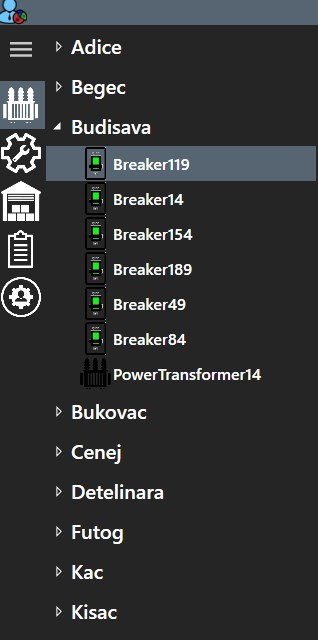 Adice
Begec
Budisava
Breaker119
Breaker14
Breaker154
Breaker189
Breaker49
Breaker84
PowerTransformer14
Bukovac
Cenej
Detelinara
Futog
Kac
Kisac